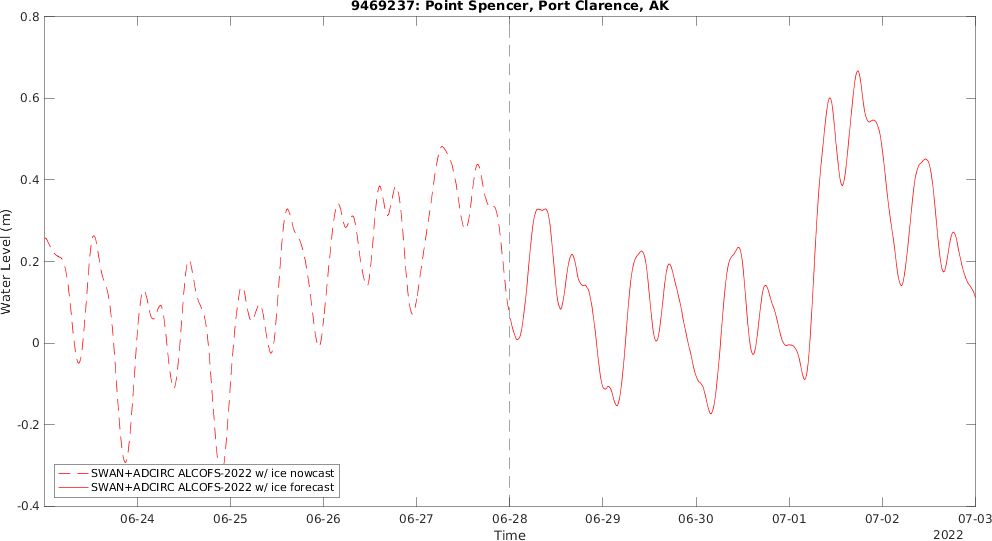 9469237: Point Spencer, Port Clarence, AK
Water Level (m)
0.8
0.6
0.4
0.2
0
-0.2
-0.4
SWAN+ADCIRC ALCOFS-2022 w/ ice nowcast
SWAN+ADCIRC ALCOFS-2022 w/ ice forecast
06-24 06-25 06-26 06-27 06-28 06-29 06-30 07-01 07-02 07-03
Time
2022